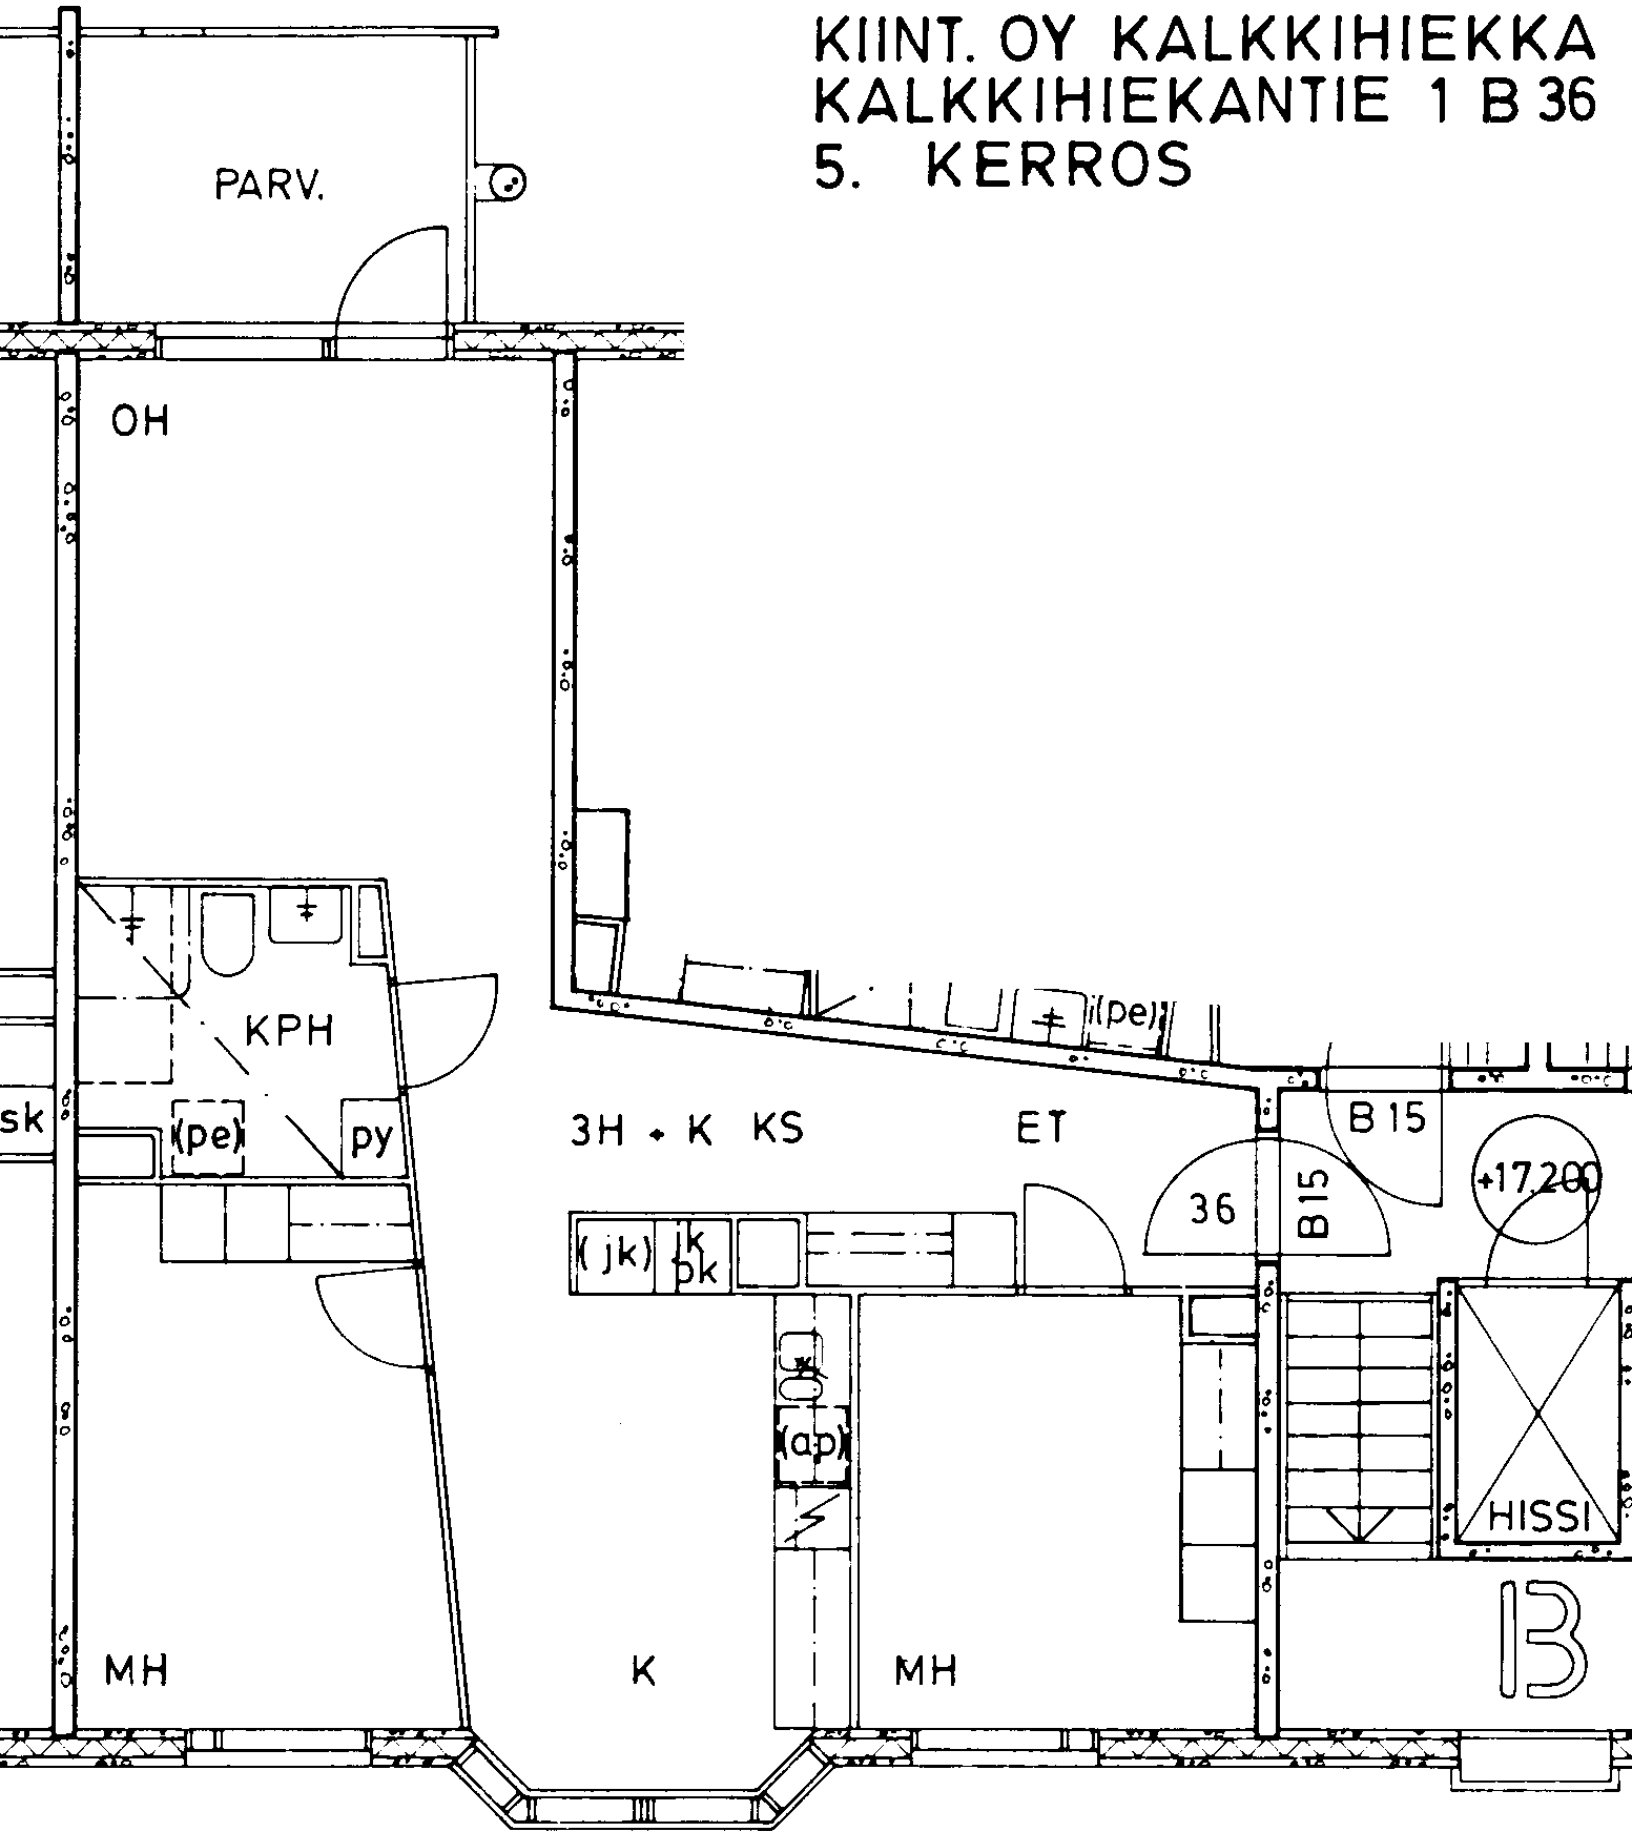 KIINT. OY KALKKIHIEKKA
KALKKIHIEKANTIE 1 B 36
5. KERROS
PARV.
OH
KPH
(pe)
sk
(pe)
py
3H + K KS
ET
B 15
+17.200
36
B15
(jk)
jk
pk
(ap)
HISSI
B
MH
K
MH